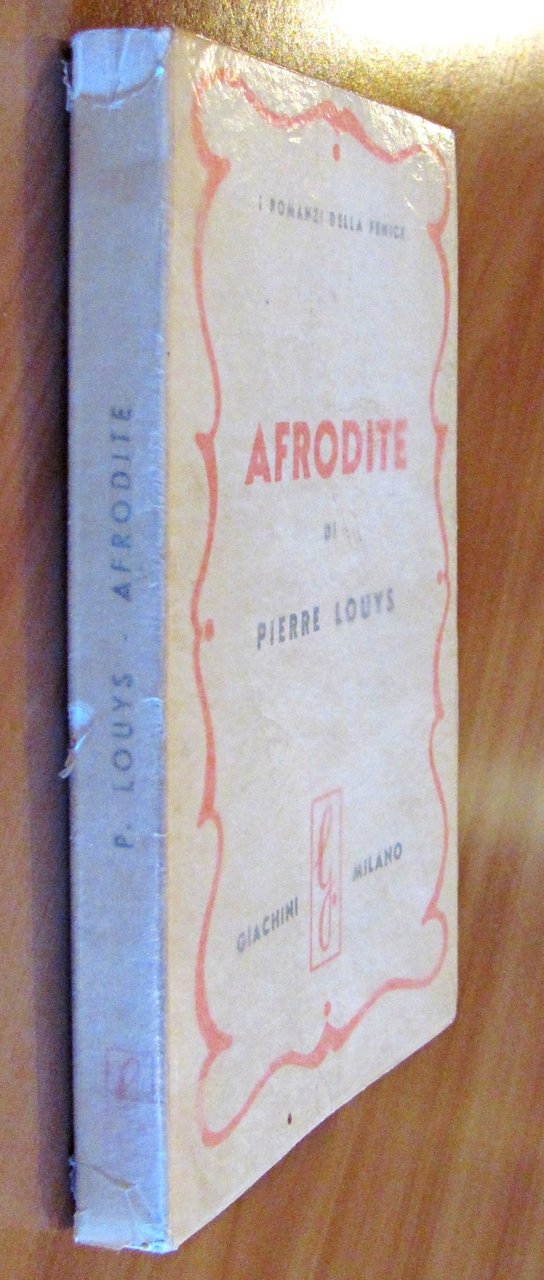 P. LOUYS - AFRODITE
I ROMANZI DELLA FENICE
AFRODITE
DI
PIERRE LOUYS
GIACHINI G. MILANO